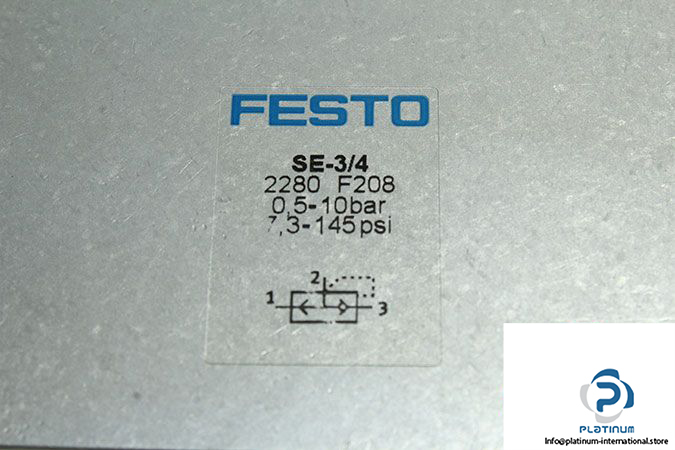 FESTO
SE-3/4
2280 F208
0,5-10bar
7,3-145psi
2
1
3
P
PLATINUM
Info@platinum-international.store